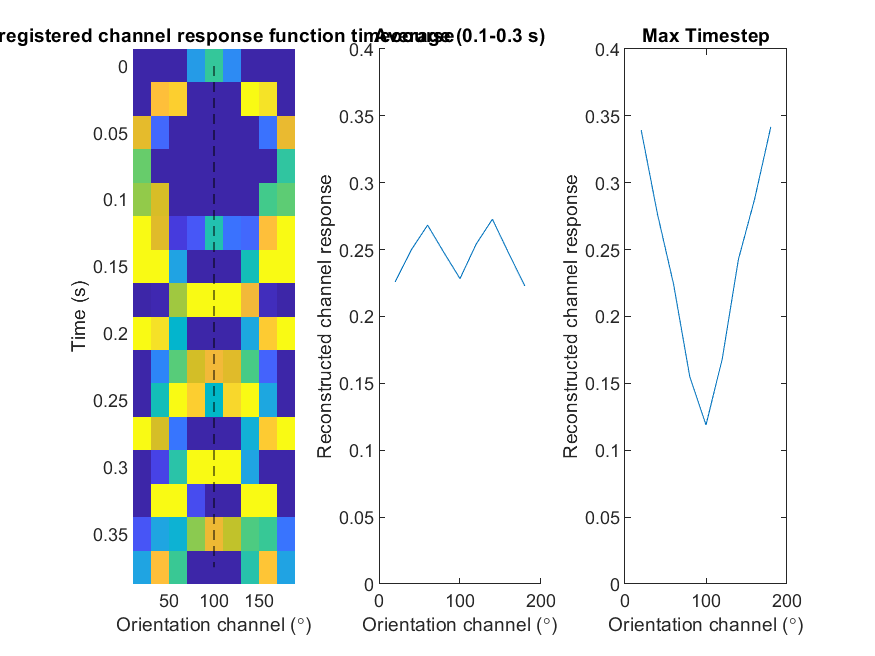 registered channel response function timecourse
Average (0.1-0.3 s)
Max Timestep
0
0.05
0.1
0.15
0.2
0.25
0.3
0.35
Time (s)
50 100 150
Orientation channel (°)
0.4
0.35
0.3
0.25
0.2
0.15
0.1
0.05
0
Reconstructed channel response
0 100 200
Orientation channel (°)
0.4
0.35
0.3
0.25
0.2
0.15
0.1
0.05
0
Reconstructed channel response
0 100 200
Orientation channel (°)